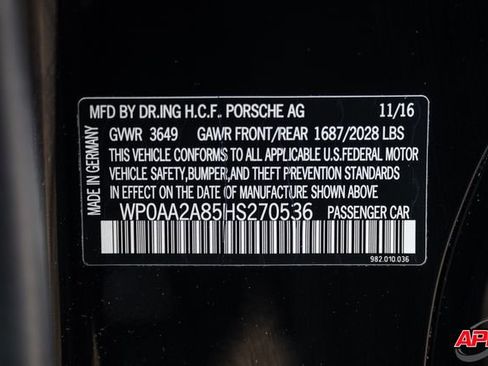 MFD BY DR.ING H.C.F. PORSCHE AG 11/16
GVWR 3649 GAWR FRONT/REAR 1687/2028 LBS
THIS VEHICLE CONFORMS TO ALL APPLICABLE U.S.FEDERAL MOTOR
VEHICLE SAFETY,BUMPER,AND THEFT PREVENTION STANDARDS
IN EFFECT ON THE DATE OF MANUFACTURE SHOWN ABOVE.
WP0AA2A85HS270536 PASSENGER CAR
MADE IN GERMANY
982.010.036